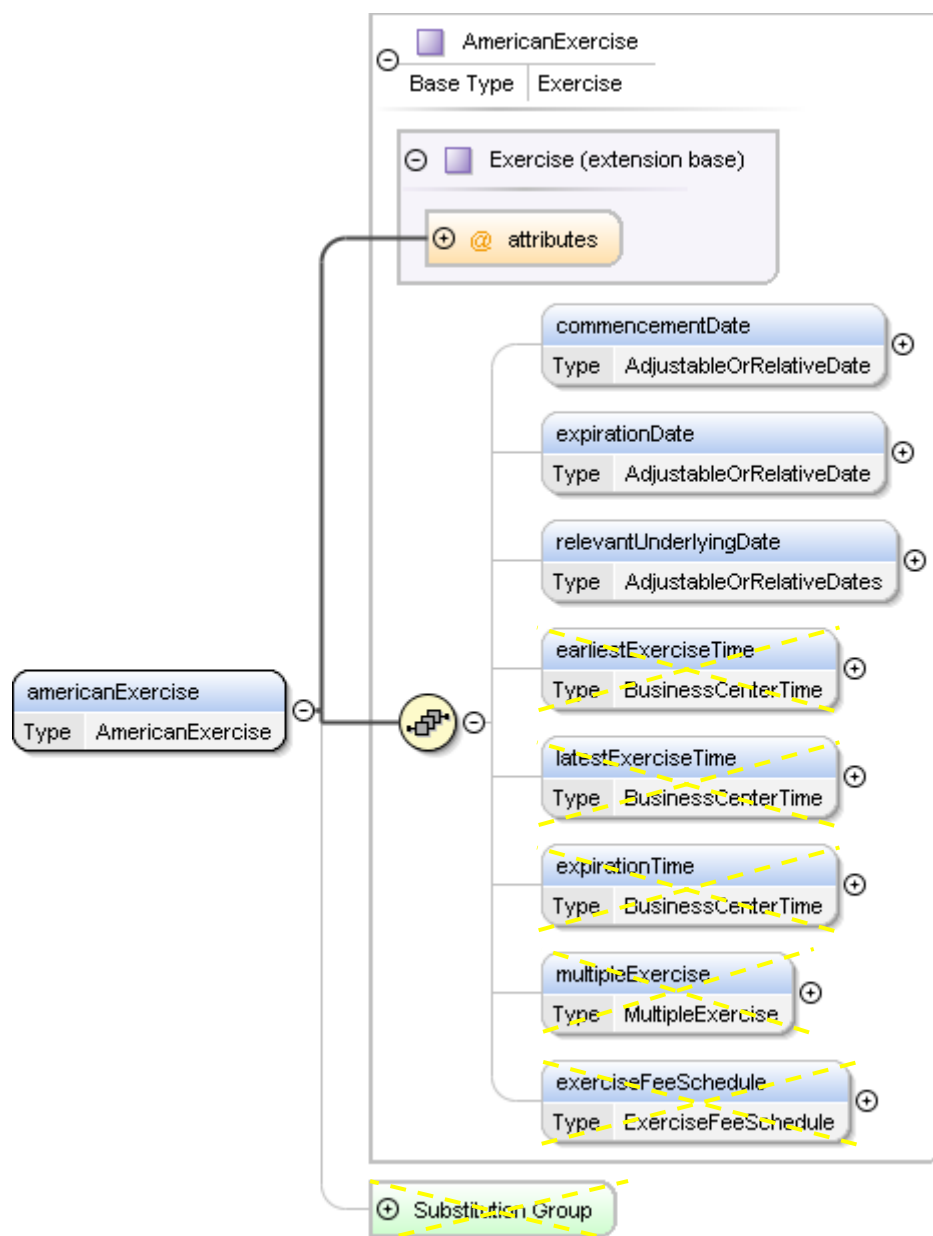 AmericanExercise
Base Type Exercise
Exercise (extension base)
@ attributes
commencementDate
Type AdjustableOrRelativeDate
expirationDate
Type AdjustableOrRelativeDate
relevantUnderlyingDate
Type AdjustableOrRelativeDates
earliestExerciseTime
Type BusinessCenterTime
americanExercise
Type AmericanExercise
latestExerciseTime
Type BusinessCenterTime
expirationTime
Type BusinessCenterTime
multipleExercise
Type MultipleExercise
exerciseFeeSchedule
Type ExerciseFeeSchedule
Substitution Group